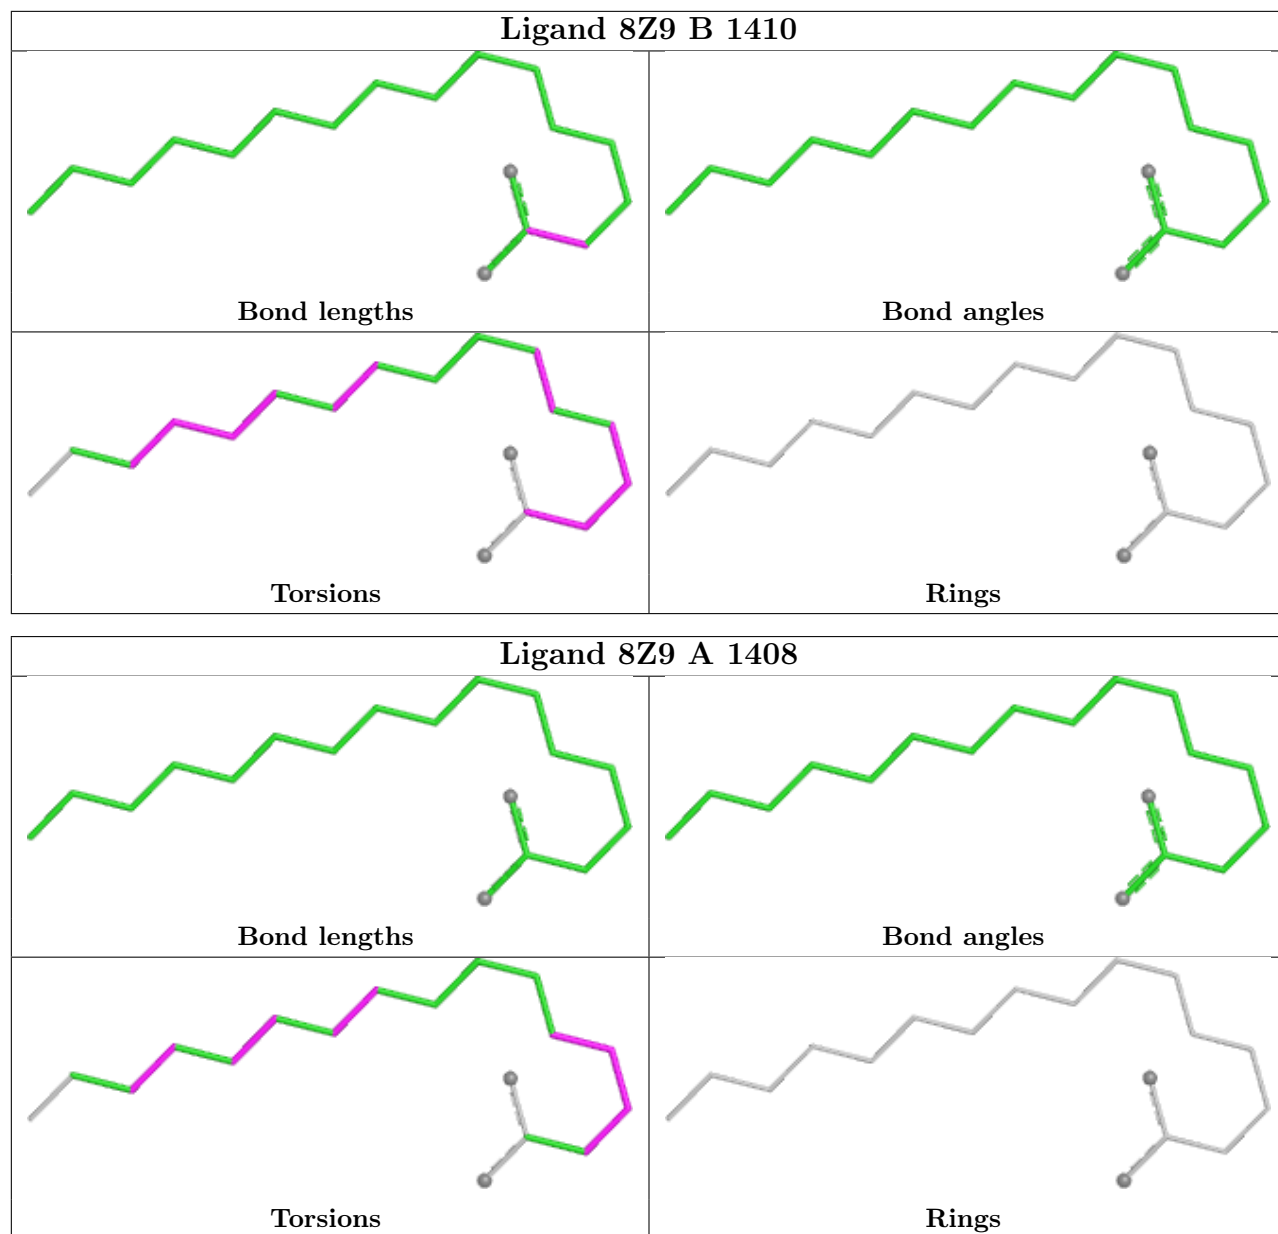 Ligand 8Z9 B 1410
Bond lengths
Bond angles
Torsions
Rings
Ligand 8Z9 A 1408
Bond lengths
Bond angles
Torsions
Rings